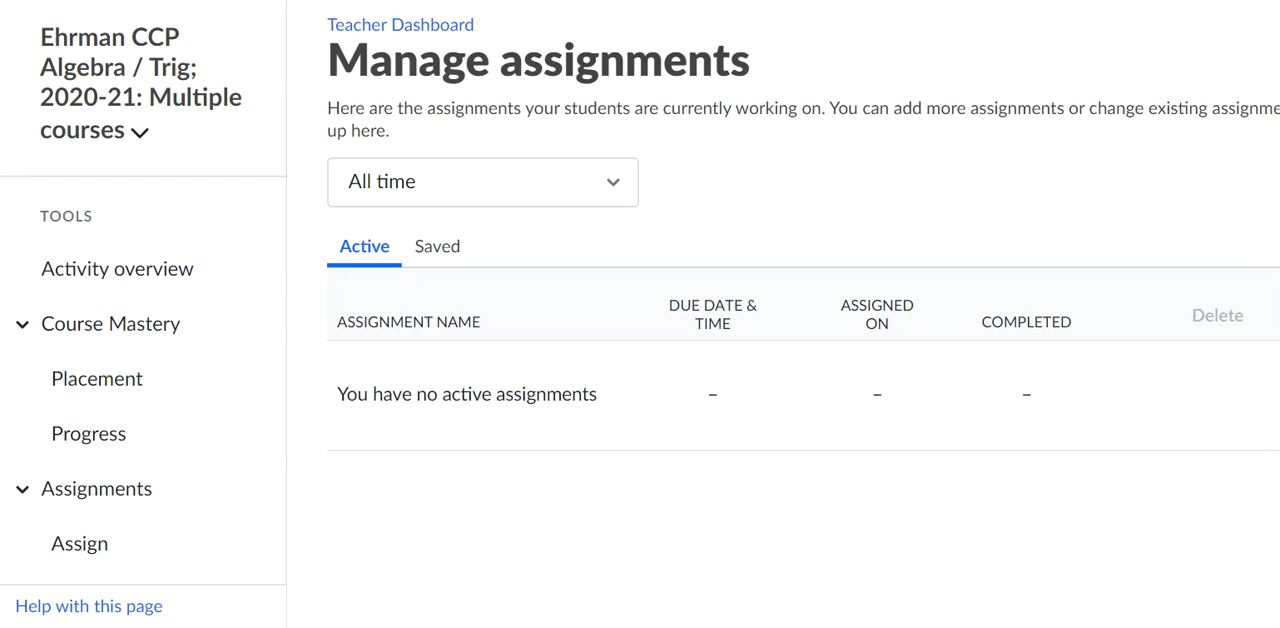 Ehrman CCP
Algebra / Trig;
2020-21: Multiple
courses
TOOLS
Activity overview
Course Mastery
Placement
Progress
Assignments
Assign
Help with this page
Teacher Dashboard
Manage assignments
Here are the assignments your students are currently working on. You can add more assignments or change existing assignme
up here.
All time
Active Saved
ASSIGNMENT NAME DUE DATE & TIME ASSIGNED ON COMPLETED Delete
You have no active assignments – – –